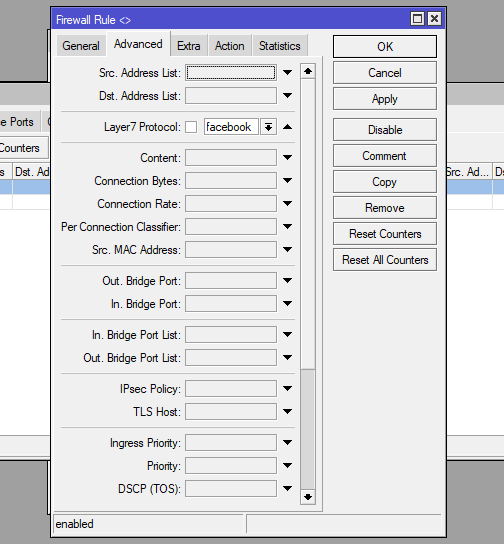 Firewall Rule <>
General Advanced Extra Action Statistics
Src. Address List:
Dst. Address List:
Layer7 Protocol: facebook
Content:
Connection Bytes:
Connection Rate:
Per Connection Classifier:
Src. MAC Address:
Out. Bridge Port:
In. Bridge Port:
In. Bridge Port List:
Out. Bridge Port List:
IPsec Policy:
TLS Host:
Ingress Priority:
Priority:
DSCP (TOS):
OK
Cancel
Apply
Disable
Comment
Copy
Remove
Reset Counters
Reset All Counters
enabled
Ports
Counters
Dst. Ad
Src. Ad...